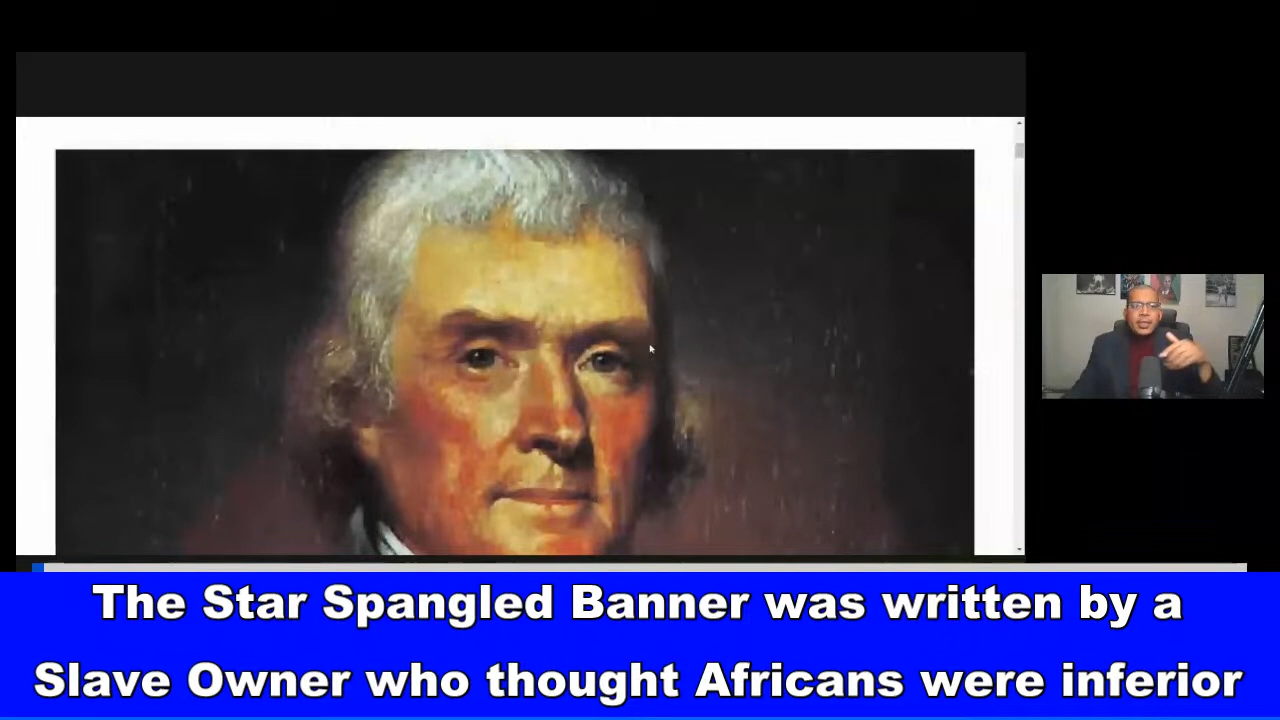 The Star Spangled Banner was written by a
Slave Owner who thought Africans were inferior